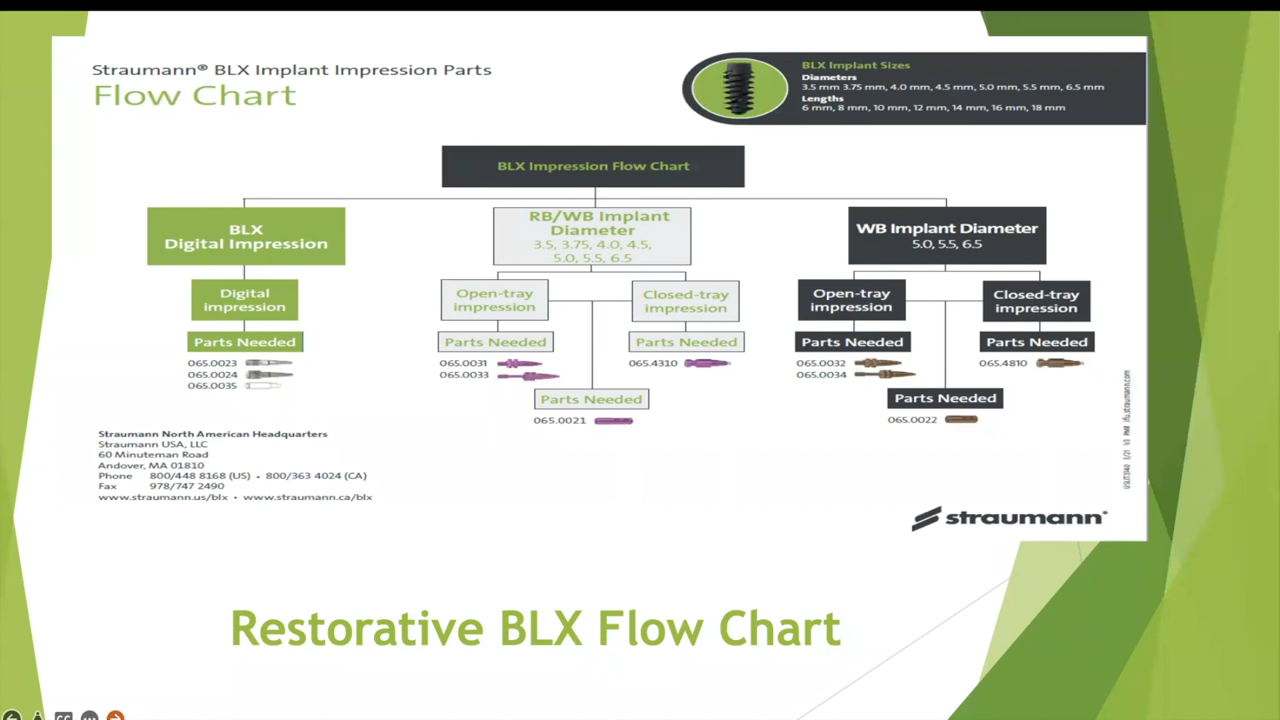 Straumann® BLX Implant Impression Parts
Flow Chart
BLX Implant Sizes
Diameters
3.5 mm 3.75 mm, 4.0 mm, 4.5 mm, 5.0 mm, 5.5 mm, 6.5 mm
Lengths
6 mm, 8 mm, 10 mm, 12 mm, 14 mm, 16 mm, 18 mm
BLX Impression Flow Chart
BLX
Digital Impression
Digital
impression
Parts Needed
065.0023
065.0024
065.0035
RB/WB Implant
Diameter
3.5, 3.75, 4.0, 4.5,
5.0, 5.5, 6.5
Open-tray
impression
Parts Needed
065.0031
065.0033
Closed-tray
impression
Parts Needed
065.4310
Parts Needed
065.0021
WB Implant Diameter
5.0, 5.5, 6.5
Open-tray
impression
Parts Needed
065.0032
065.0034
Closed-tray
impression
Parts Needed
065.4810
Parts Needed
065.0022
Straumann North American Headquarters
Straumann USA, LLC
60 Minuteman Road
Andover, MA 01810
Phone 800/448 8168 (US) • 800/363 4024 (CA)
Fax 978/747 2490
www.straumann.us/blx • www.straumann.ca/blx
ifu.straumann.com
straumann®
Restorative BLX Flow Chart
CC